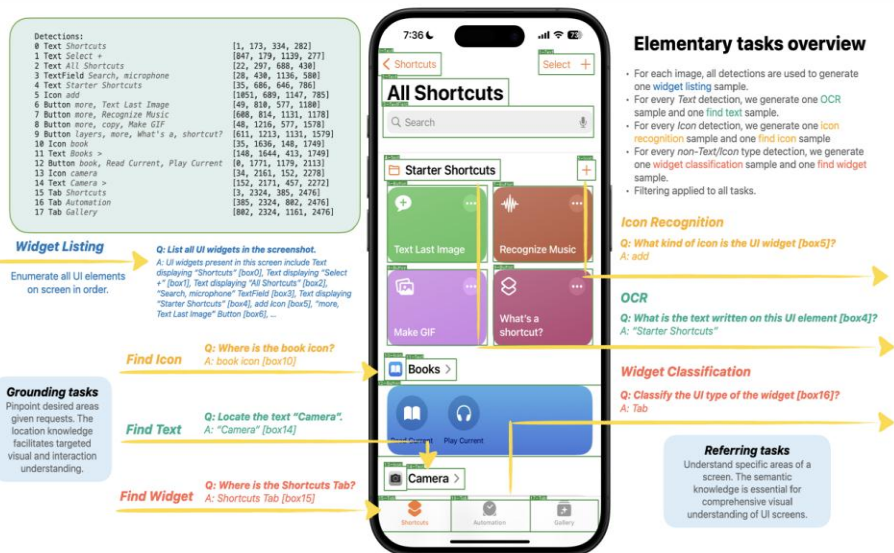 Detections:
0 Text Shortcuts [1, 173, 334, 282]
1 Text Select + [847, 179, 1139, 277]
2 Text All Shortcuts [22, 297, 688, 430]
3 TextField Search, microphone [28, 430, 1136, 580]
4 Text Starter Shortcuts [35, 686, 646, 786]
5 Icon add [1051, 689, 1147, 785]
6 Button more, Text Last Image [49, 810, 577, 1180]
7 Button more, Recognize Music [608, 814, 1131, 1178]
8 Button more, copy, Make GIF [48, 1216, 577, 1578]
9 Button layers, more, What's a, shortcut? [611, 1213, 1131, 1579]
10 Icon book [35, 1636, 148, 1749]
11 Text Books > [148, 1644, 413, 1749]
12 Button book, Read Current, Play Current [0, 1771, 1179, 2113]
13 Icon camera [34, 2161, 152, 2278]
14 Text Camera > [152, 2171, 457, 2272]
15 Tab Shortcuts [3, 2324, 385, 2476]
16 Tab Automation [385, 2324, 802, 2476]
17 Tab Gallery [802, 2324, 1161, 2476]
Widget Listing
Enumerate all UI elements
on screen in order.
Q: List all UI widgets in the screenshot.
A: UI widgets present in this screen include Text
displaying "Shortcuts" [box0], Text displaying "Select
+" [box1], Text displaying "All Shortcuts" [box2],
"Search, microphone" TextField [box3], Text displaying
"Starter Shortcuts" [box4], add Icon [box5], "more,
Text Last Image" Button [box6], ...
Find Icon
Q: Where is the book icon?
A: book icon [box10]
Grounding tasks
Pinpoint desired areas
given requests. The
location knowledge
facilitates targeted
visual and interaction
understanding.
Find Text
Q: Locate the text "Camera".
A: "Camera" [box14]
Find Widget
Q: Where is the Shortcuts Tab?
A: Shortcuts Tab [box15]
7:36
73
< Shortcuts
Select +
All Shortcuts
Search
Starter Shortcuts
+
Text Last Image
Recognize Music
Make GIF
What's a
shortcut?
Books >
Read Current
Play Current
Camera >
Shortcuts
Automation
Gallery
Elementary tasks overview
• For each image, all detections are used to generate
one widget listing sample.
• For every Text detection, we generate one OCR
sample and one find text sample.
• For every Icon detection, we generate one icon
recognition sample and one find icon sample
• For every non-Text/Icon type detection, we generate
one widget classification sample and one find widget
sample.
• Filtering applied to all tasks.
Icon Recognition
Q: What kind of icon is the UI widget [box5]?
A: add
OCR
Q: What is the text written on this UI element [box4]?
A: "Starter Shortcuts"
Widget Classification
Q: Classify the UI type of the widget [box16]?
A: Tab
Referring tasks
Understand specific areas of a
screen. The semantic
knowledge is essential for
comprehensive visual
understanding of UI screens.